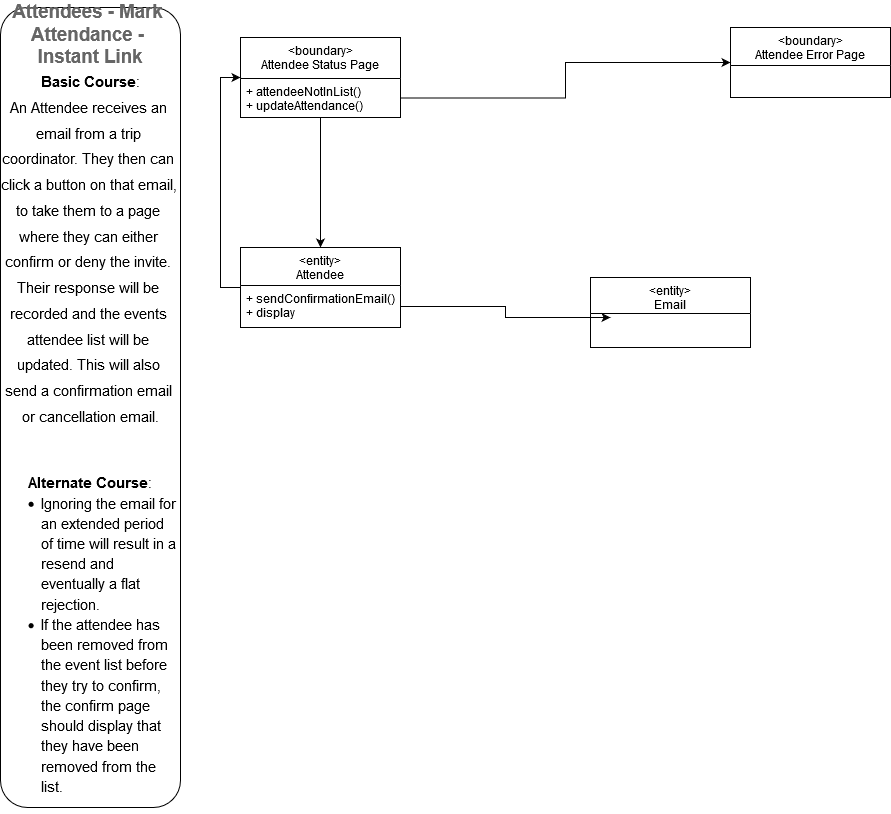 Attendees - Mark
Attendance -
Instant Link
Basic Course:
An Attendee receives an
email from a trip
coordinator. They then can
click a button on that email,
to take them to a page
where they can either
confirm or deny the invite.
Their response will be
recorded and the events
attendee list will be
updated. This will also
send a confirmation email
or cancellation email.
Alternate Course:
• Ignoring the email for
an extended period
of time will result in a
resend and
eventually a flat
rejection.
• If the attendee has
been removed from
the event list before
they try to confirm,
the confirm page
should display that
they have been
removed from the
list.
<boundary>
Attendee Status Page
+ attendeeNotInList()
+ updateAttendance()
<boundary>
Attendee Error Page
<entity>
Attendee
+ sendConfirmationEmail()
+ display
<entity>
Email